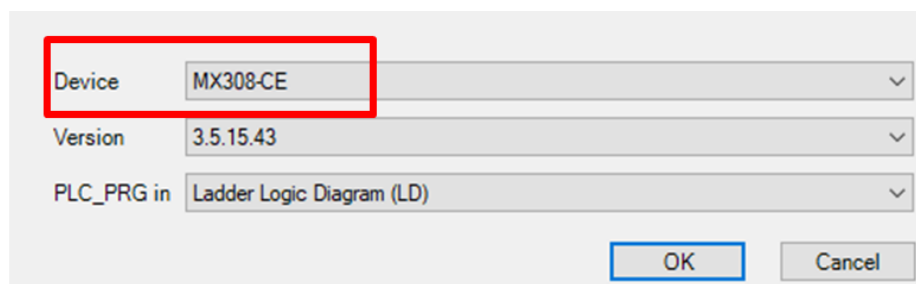 Device MX308-CE
Version 3.5.15.43
PLC_PRG in Ladder Logic Diagram (LD)
OK Cancel